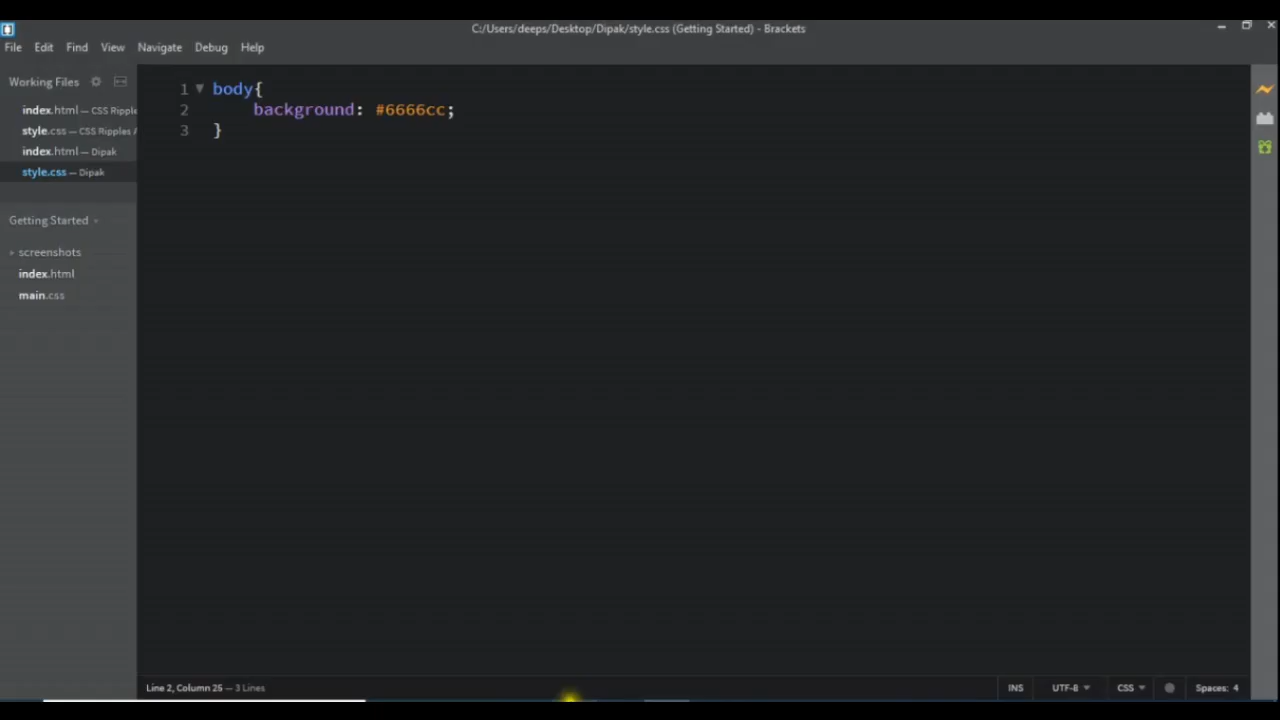 C:/Users/deeps/Desktop/Dipak/style.css (Getting Started) - Brackets
File Edit Find View Navigate Debug Help
Working Files
index.html — CSS Ripple
style.css — CSS Ripples
index.html — Dipak
style.css — Dipak
Getting Started
screenshots
index.html
main.css
1 body{
2 background: #6666cc;
3 }
Line 2, Column 25 — 3 Lines
INS UTF-8 CSS Spaces: 4